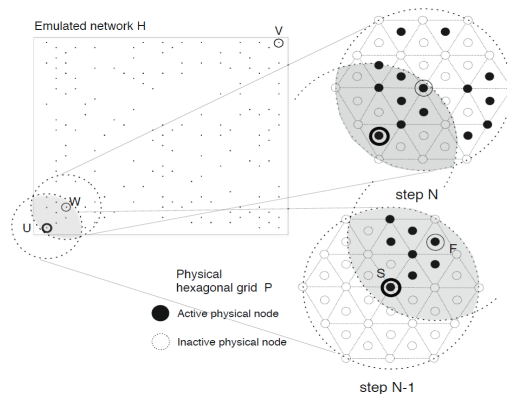 Emulated network H
V
W
U
step N
F
S
Physical
hexagonal grid P
Active physical node
Inactive physical node
step N-1